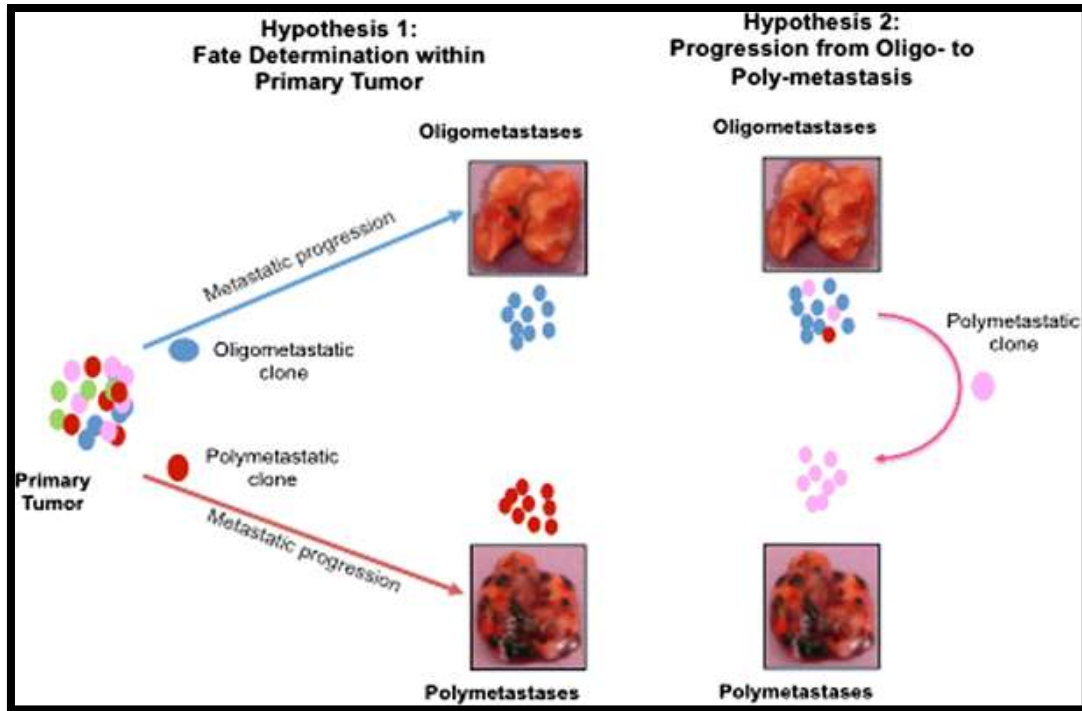 Hypothesis 1:
Fate Determination within
Primary Tumor
Hypothesis 2:
Progression from Oligo- to
Poly-metastasis
Oligometastases
Oligometastases
Metastatic progression
Oligometastatic
clone
Polymetastatic
clone
Primary
Tumor
Polymetastatic
clone
Metastatic progression
Polymetastases
Polymetastases